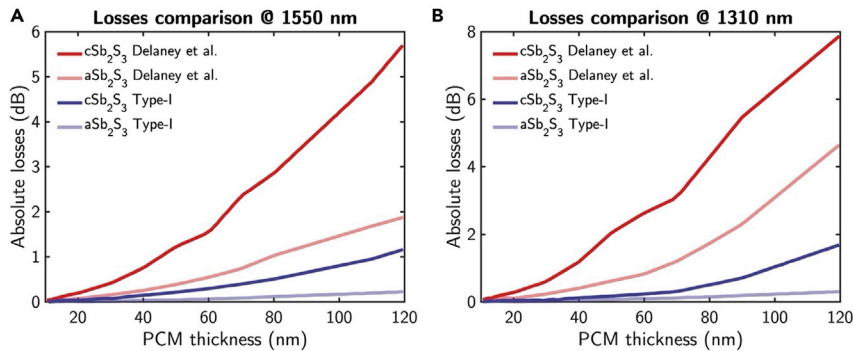 A
Losses comparison @ 1550 nm
Absolute losses (dB)
6
5
4
3
2
1
0
cSb₂S₃ Delaney et al.
aSb₂S₃ Delaney et al.
cSb₂S₃ Type-I
aSb₂S₃ Type-I
20 40 60 80 100 120
PCM thickness (nm)
B
Losses comparison @ 1310 nm
Absolute losses (dB)
8
6
4
2
0
cSb₂S₃ Delaney et al.
aSb₂S₃ Delaney et al.
cSb₂S₃ Type-I
aSb₂S₃ Type-I
20 40 60 80 100 120
PCM thickness (nm)